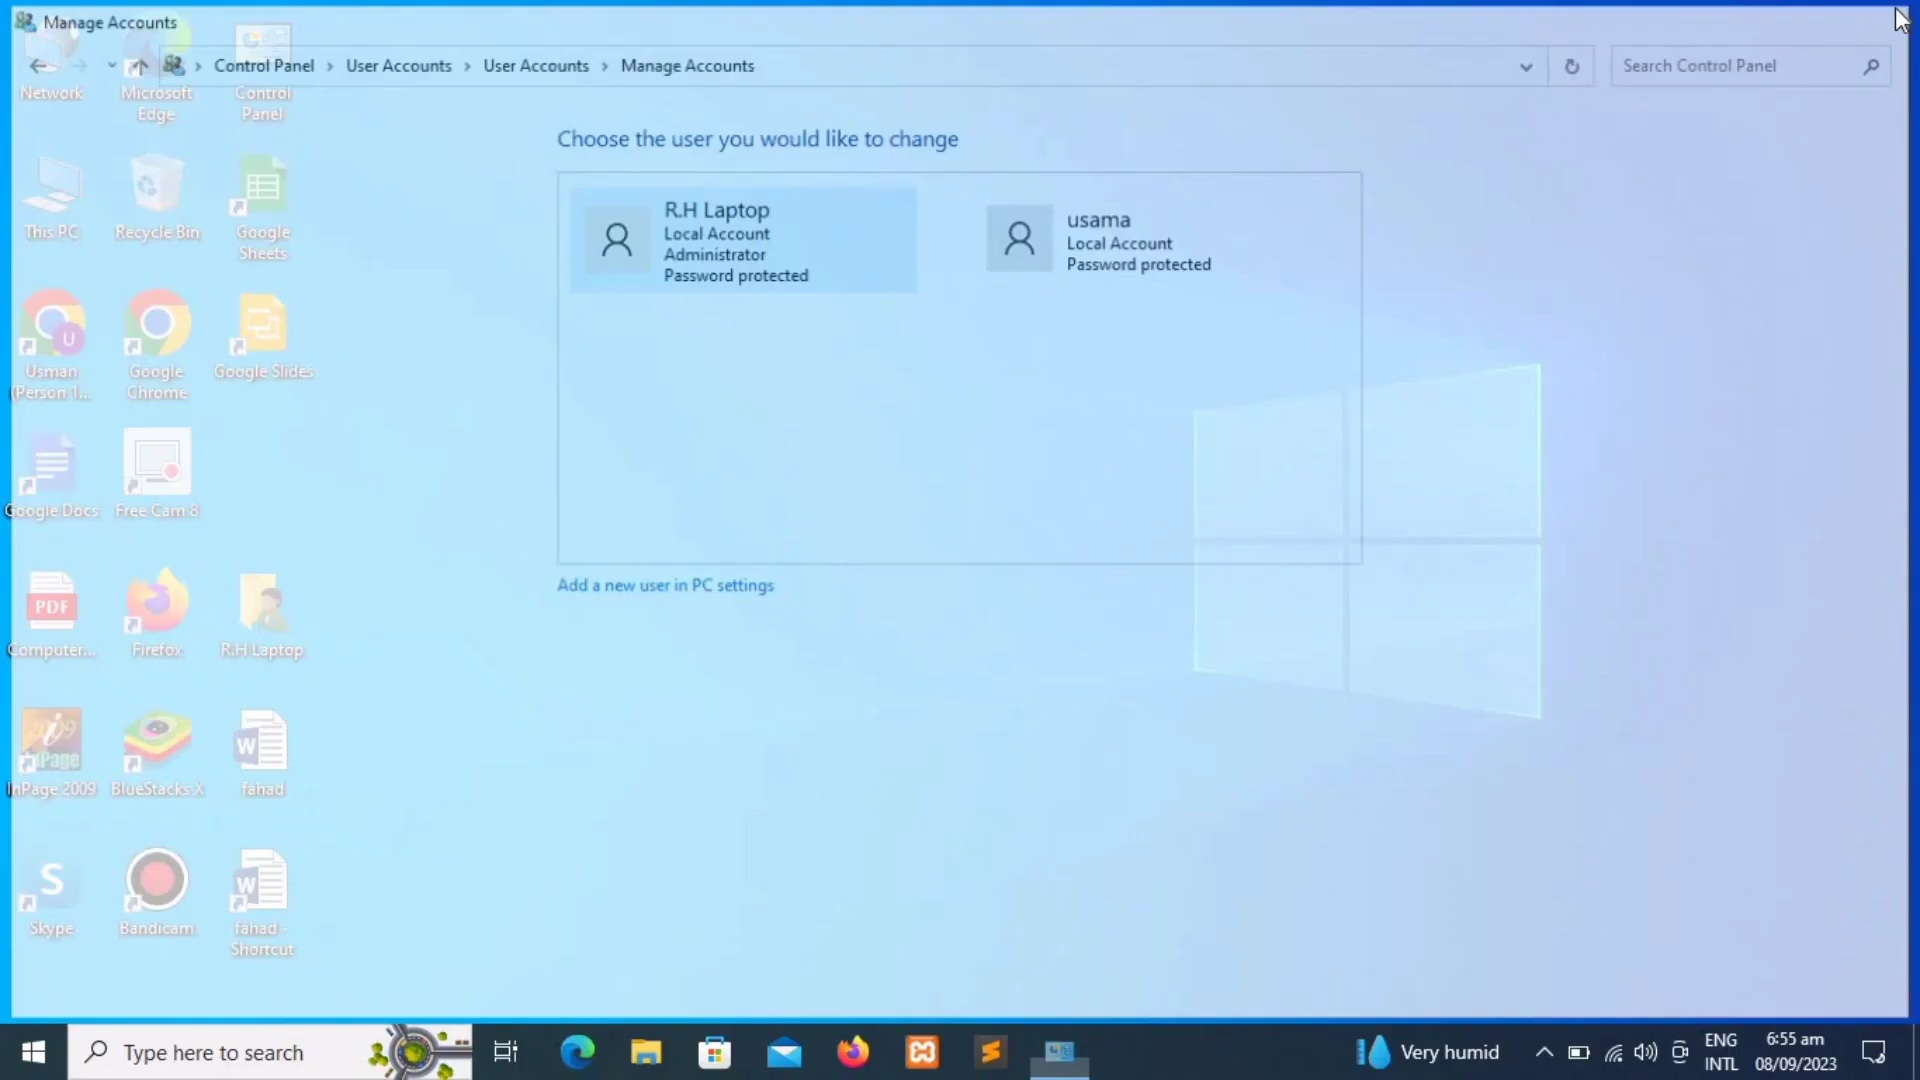 Manage Accounts
Control Panel
User Accounts
User Accounts
Manage Accounts
Search Control Panel
Choose the user you would like to change
R.H Laptop
Local Account
Administrator
Password protected
usama
Local Account
Password protected
Add a new user in PC settings
Network
Microsoft
Edge
Control
Panel
This PC
Recycle Bin
Google
Sheets
Usman
(Person 1...
Google
Chrome
Google Slides
Google Docs
Free Cam 8
PDF
Computer...
Firefox
R.H Laptop
InPage 2009
BlueStacks X
W
fahad
S
Skype
Bandicam
W
fahad -
Shortcut
Type here to search
Very humid
ENG
INTL
6:55 am
08/09/2023